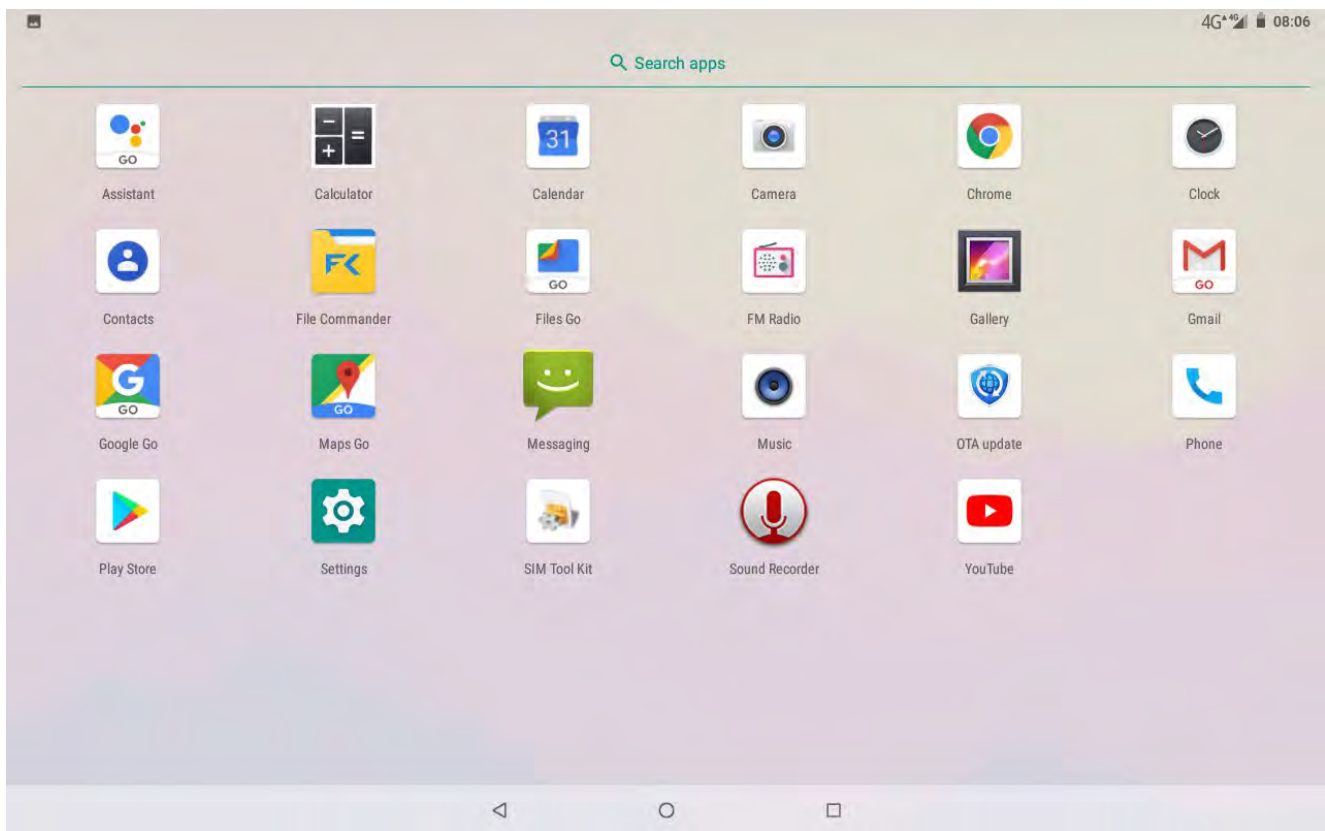 4G 4G 08:06
Search apps
GO 31
Assistant Calculator Calendar Camera Chrome Clock
GO GO
Contacts File Commander Files Go FM Radio Gallery Gmail
G GO GO
Google Go Maps Go Messaging Music OTA update Phone
Play Store Settings SIM Tool Kit Sound Recorder YouTube